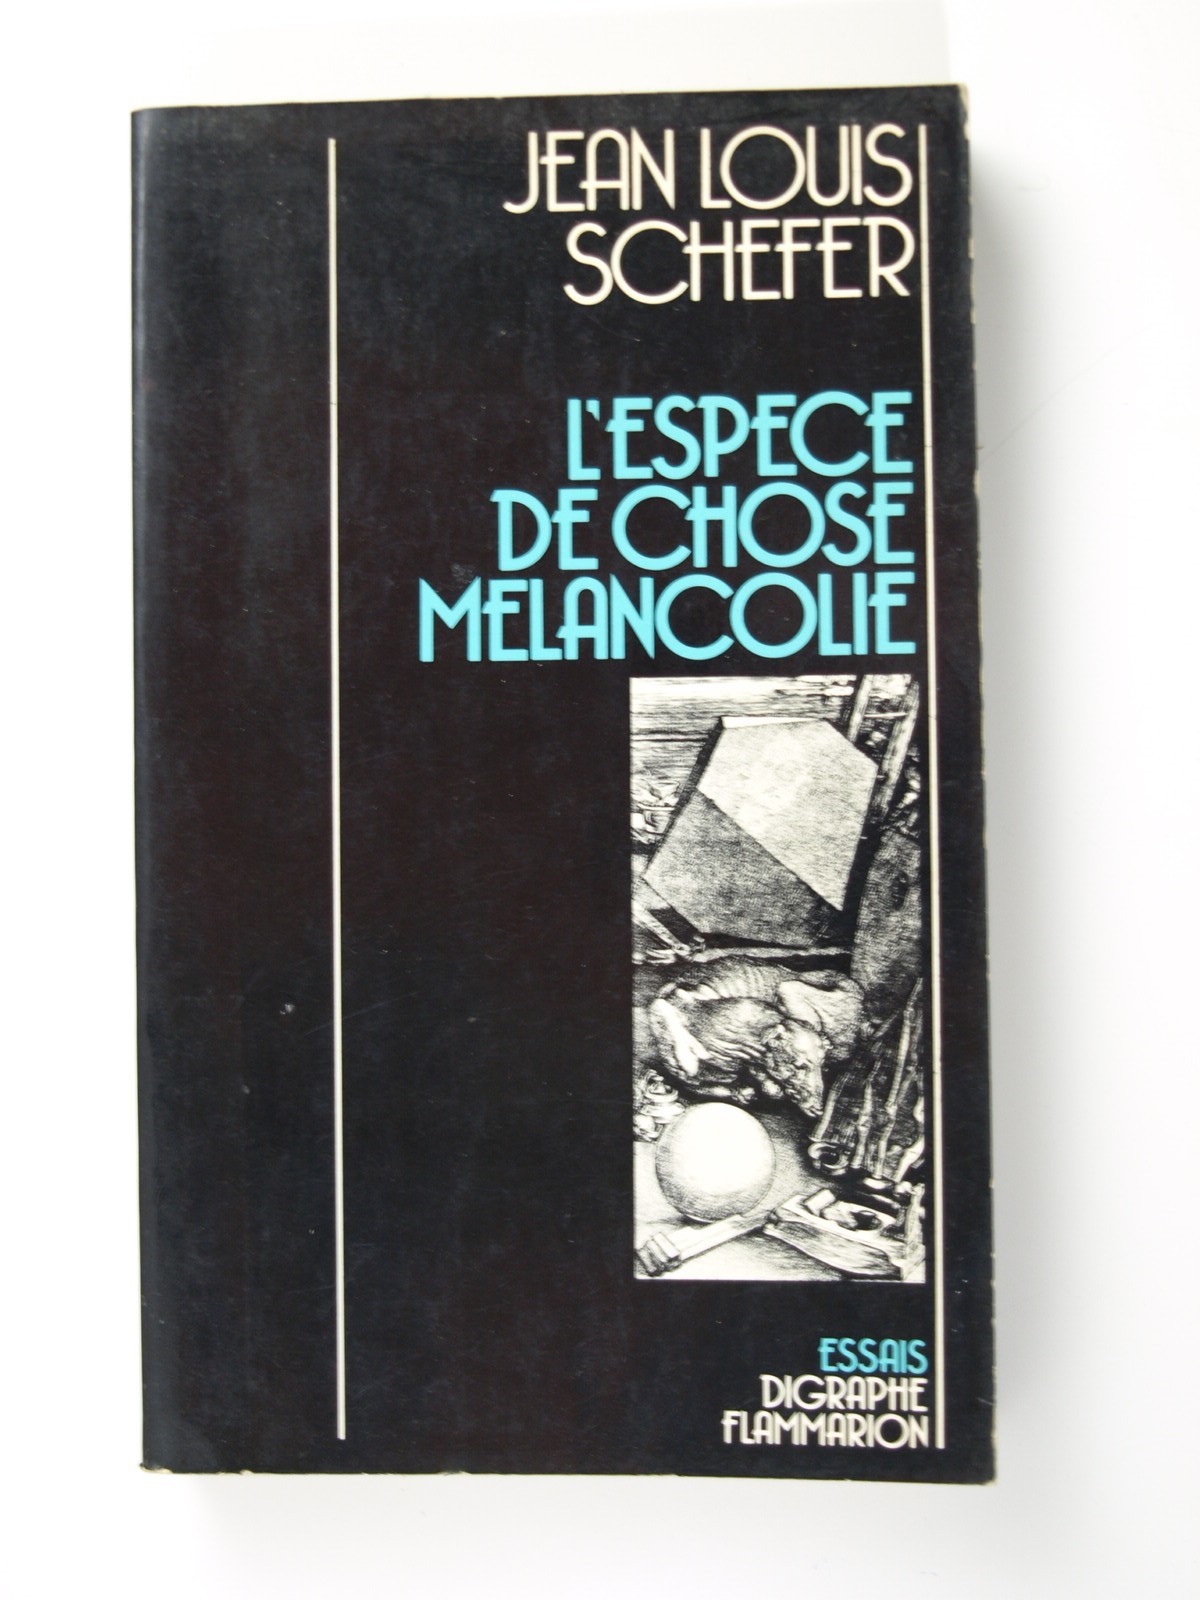 JEAN LOUIS
SCHEFER
L'ESPECE
DE CHOSE
MELANCOLIE
ESSAIS
DIGRAPHE
FLAMMARION